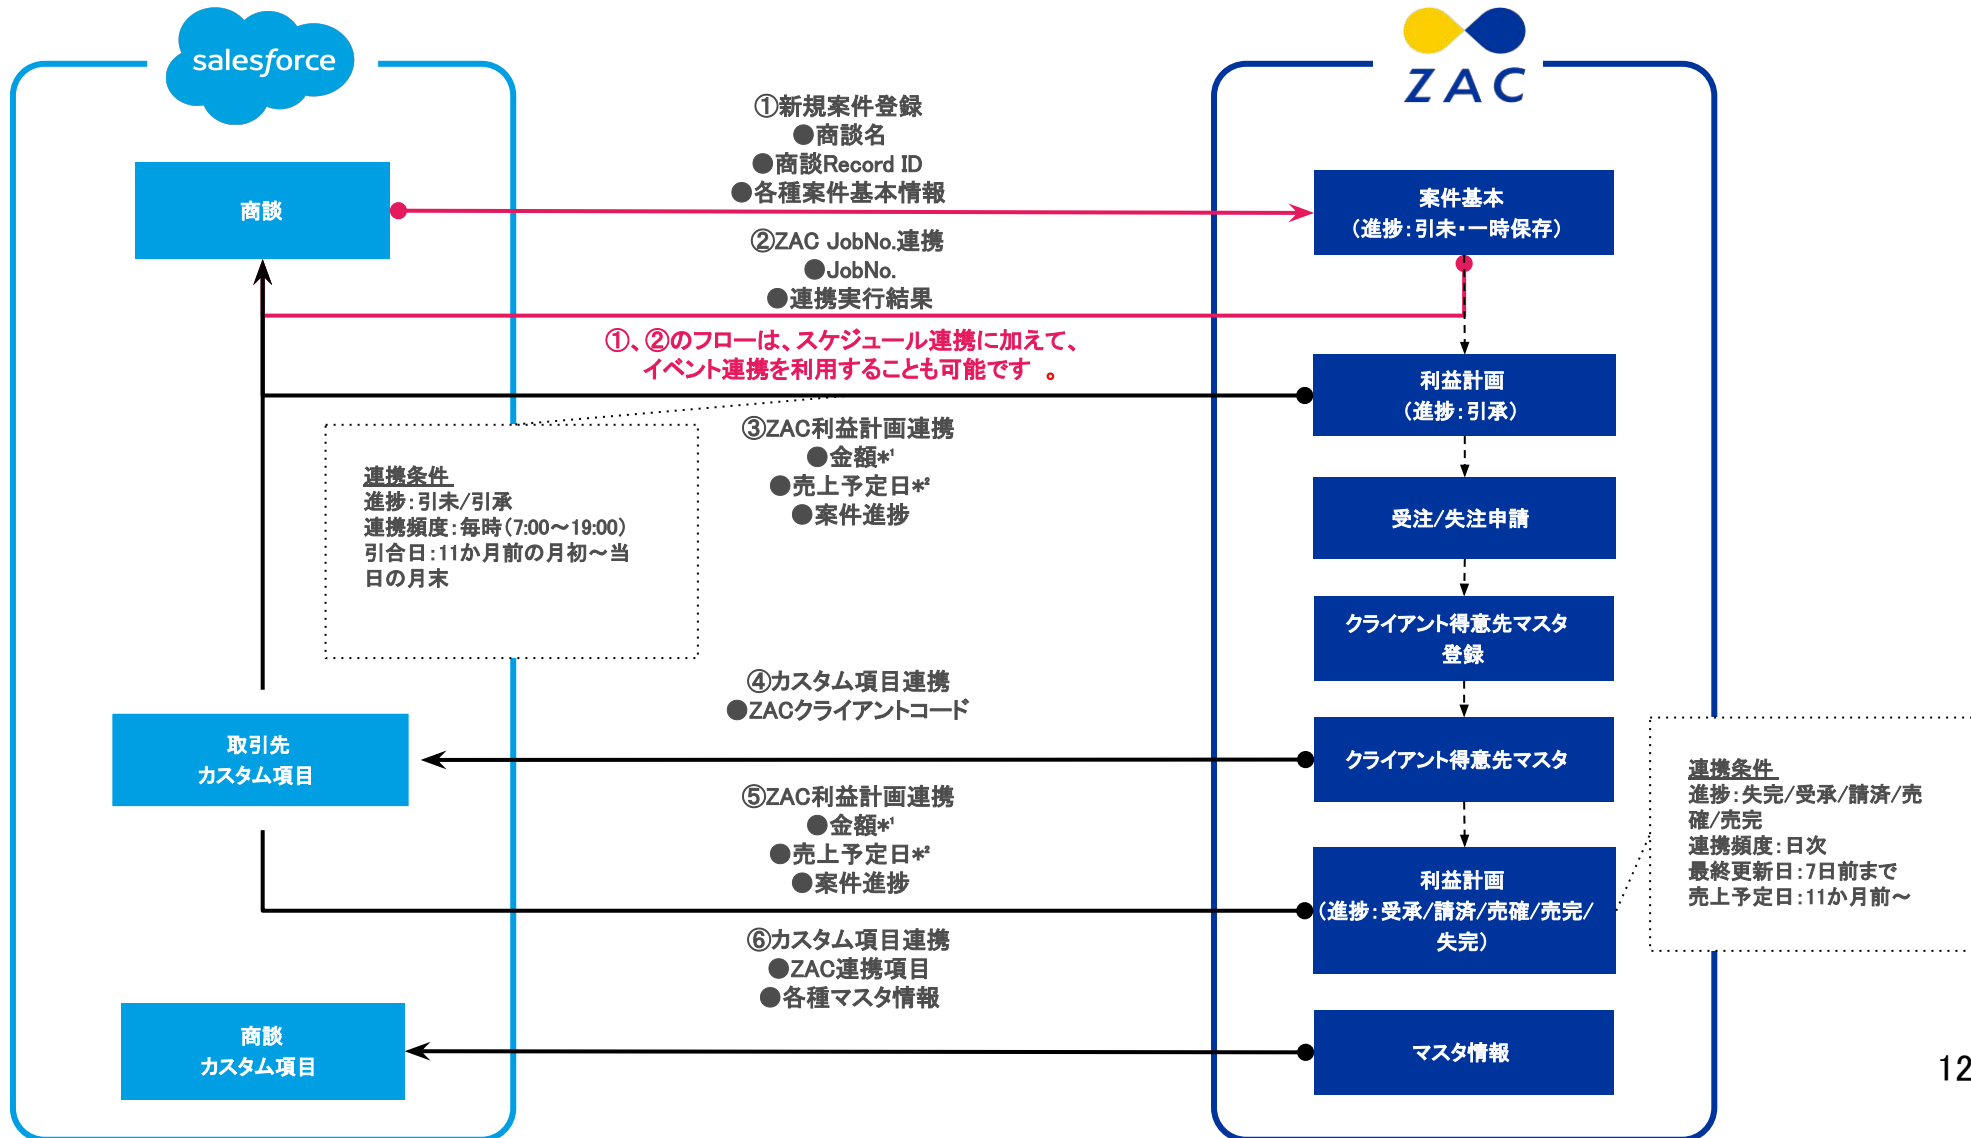 salesforce
ZAC
①新規案件登録
●商談名
●商談Record ID
●各種案件基本情報
商談
案件基本
(進捗：引未・一時保存)
②ZAC JobNo.連携
●JobNo.
●連携実行結果
①、②のフローは、スケジュール連携に加えて、
イベント連携を利用することも可能です 。
利益計画
(進捗：引承)
③ZAC利益計画連携
●金額*¹
●売上予定日*²
●案件進捗
連携条件
進捗：引未/引承
連携頻度：毎時(7:00～19:00)
引合日：11か月前の月初～当
日の月末
受注/失注申請
クライアント得意先マスタ
登録
④カスタム項目連携
●ZACクライアントコード
取引先
カスタム項目
クライアント得意先マスタ
連携条件
進捗：失完/受承/請済/売
確/売完
連携頻度：日次
最終更新日：7日前まで
売上予定日：11か月前～
⑤ZAC利益計画連携
●金額*¹
●売上予定日*²
●案件進捗
利益計画
(進捗：受承/請済/売確/売完/
失完)
⑥カスタム項目連携
●ZAC連携項目
●各種マスタ情報
商談
カスタム項目
マスタ情報
12